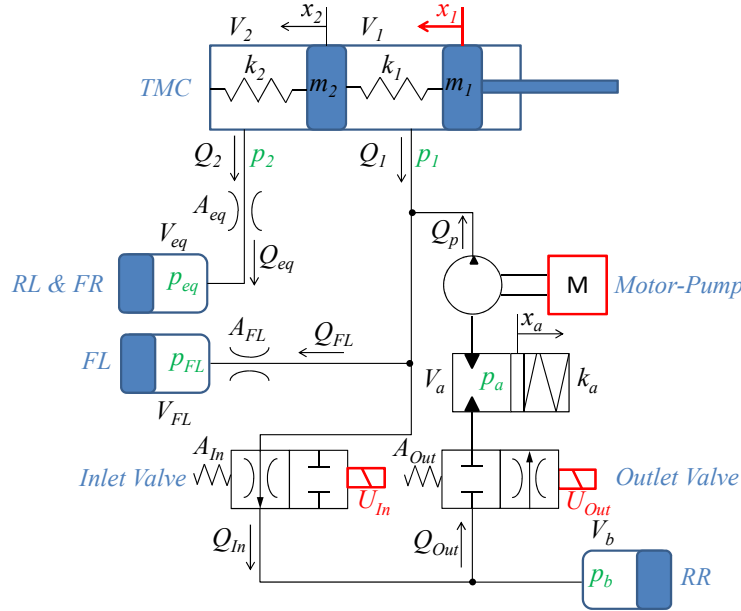 x2 x1
V2 V1
k2 k1
TMC m2 m1
Q2 p2 Q1 p1
Aeq
Veq Qp
Qeq
RL & FR peq M Motor-Pump
AFL QFL xa
FL pFL Va pa ka
VFL
AIn AOut
Inlet Valve Outlet Valve
UIn UOut
QIn QOut Vb
pb RR